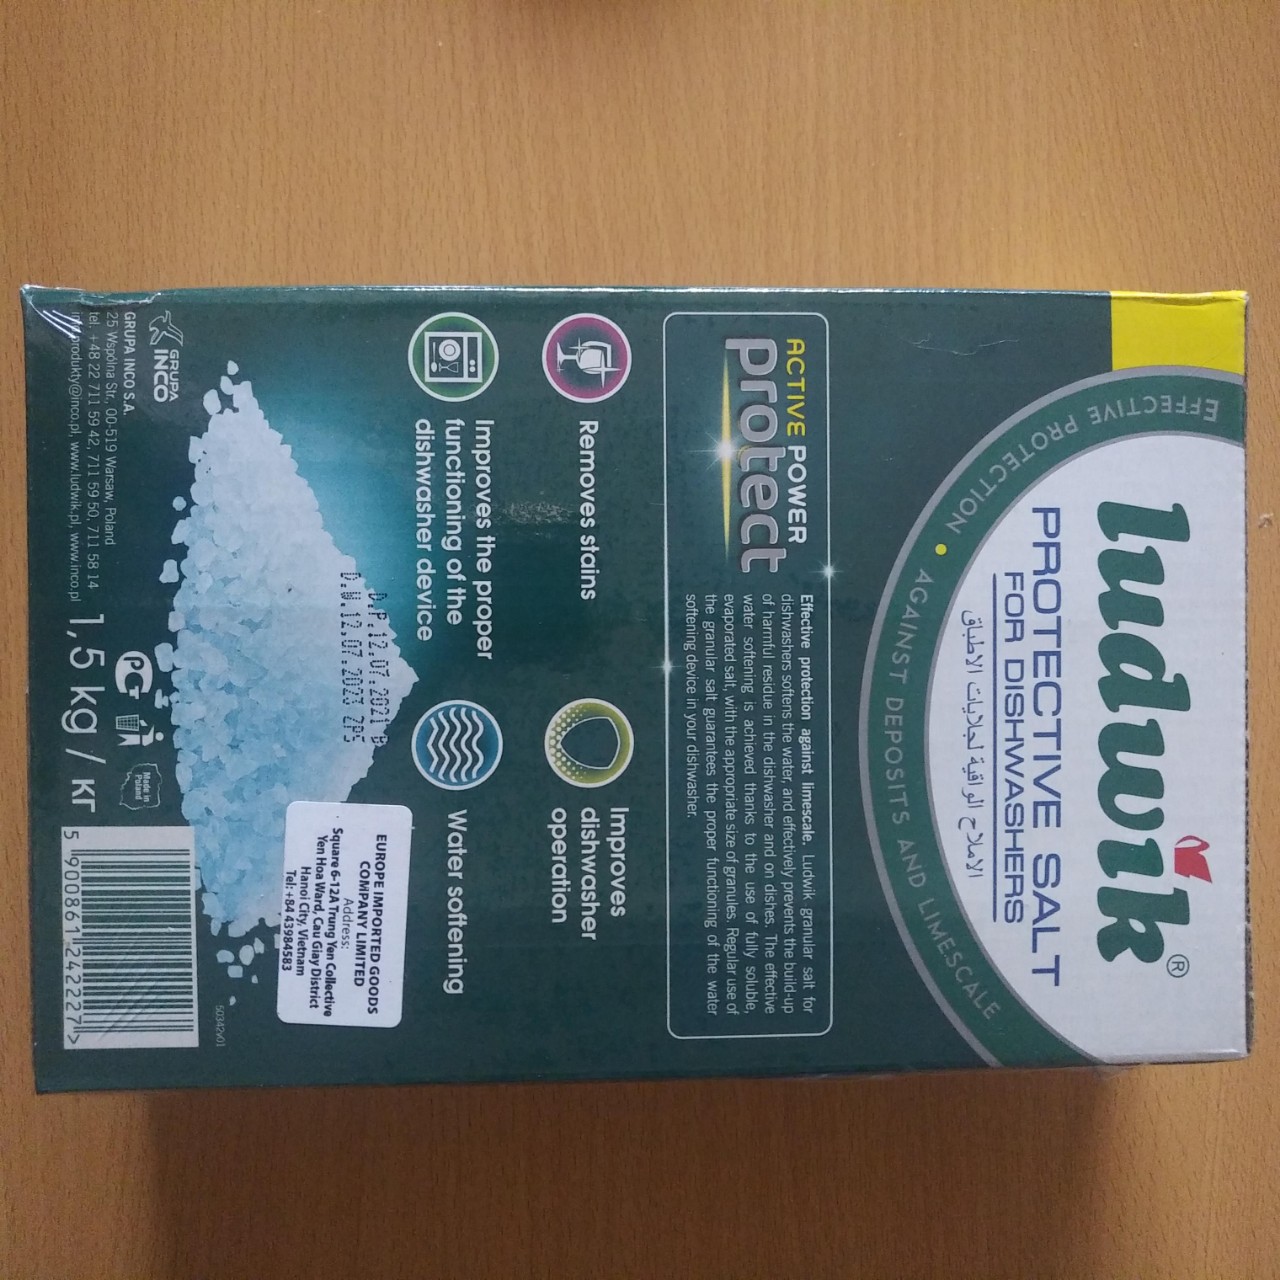 ludwik®
PROTECTIVE SALT
FOR DISHWASHERS
الاملاح الواقية لجلايات الاطباق
EFFECTIVE PROTECTION • AGAINST DEPOSITS AND LIMESCALE
ACTIVE POWER
protect
Effective protection against limescale. Ludwik granular salt for
dishwashers softens the water, and effectively prevents the build-up
of harmful residue in the dishwasher and on dishes. The effective
water softening is achieved thanks to the use of fully soluble,
evaporated salt, with the appropriate size of granules. Regular use of
the granular salt guarantees the proper functioning of the water
softening device in your dishwasher.
Removes stains
Improves
dishwasher
operation
Improves the proper
functioning of the
dishwasher device
Water softening
D.P.12.07.2021
D.W.12.07.2023 2P5
EUROPE IMPORTED GOODS
COMPANY LIMITED
Address:
Square 6-12A Trung Yen Collective
Yen Hoa Ward, Cau Giay District
Hanoi City, Vietnam
Tel: +84 4 3984583
GRUPA
INCO
GRUPA INCO S.A.
25 Wspólna Str., 00-519 Warsaw, Poland
tel. +48 22 711 59 42, 711 59 50, 711 58 14
www.ludwik.pl, www.inco.pl
1,5 kg / кг
Made in
Poland
5 900861 242227 >
50342v01